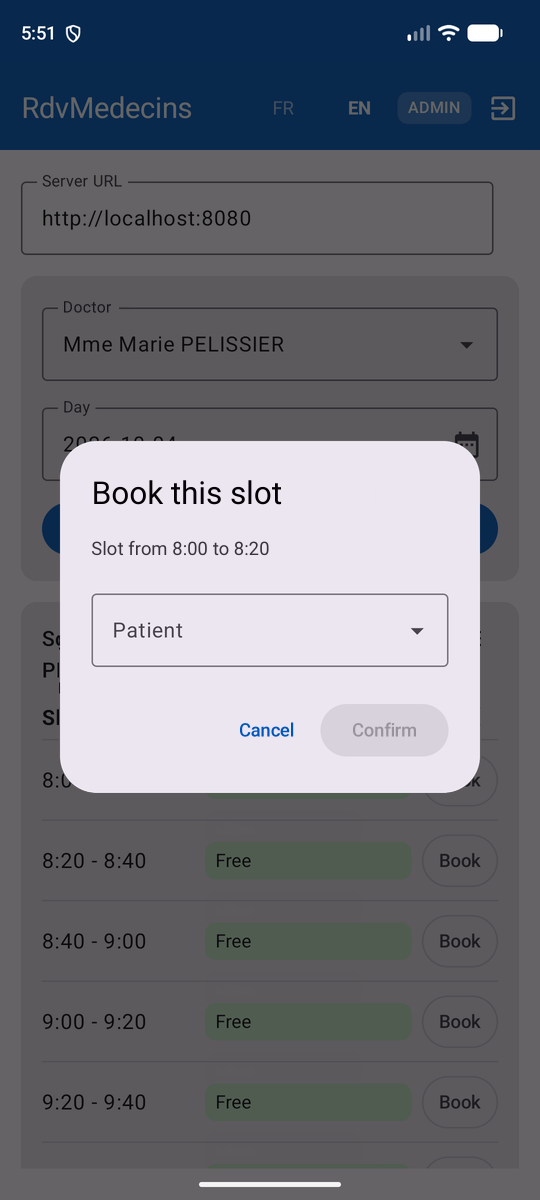 5:51
RdvMedecins FR EN ADMIN
Server URL
http://localhost:8080
Doctor
Mme Marie PELISSIER
Day
Book this slot
Slot from 8:00 to 8:20
Patient
Cancel Confirm
8:20 - 8:40 Free Book
8:40 - 9:00 Free Book
9:00 - 9:20 Free Book
9:20 - 9:40 Free Book